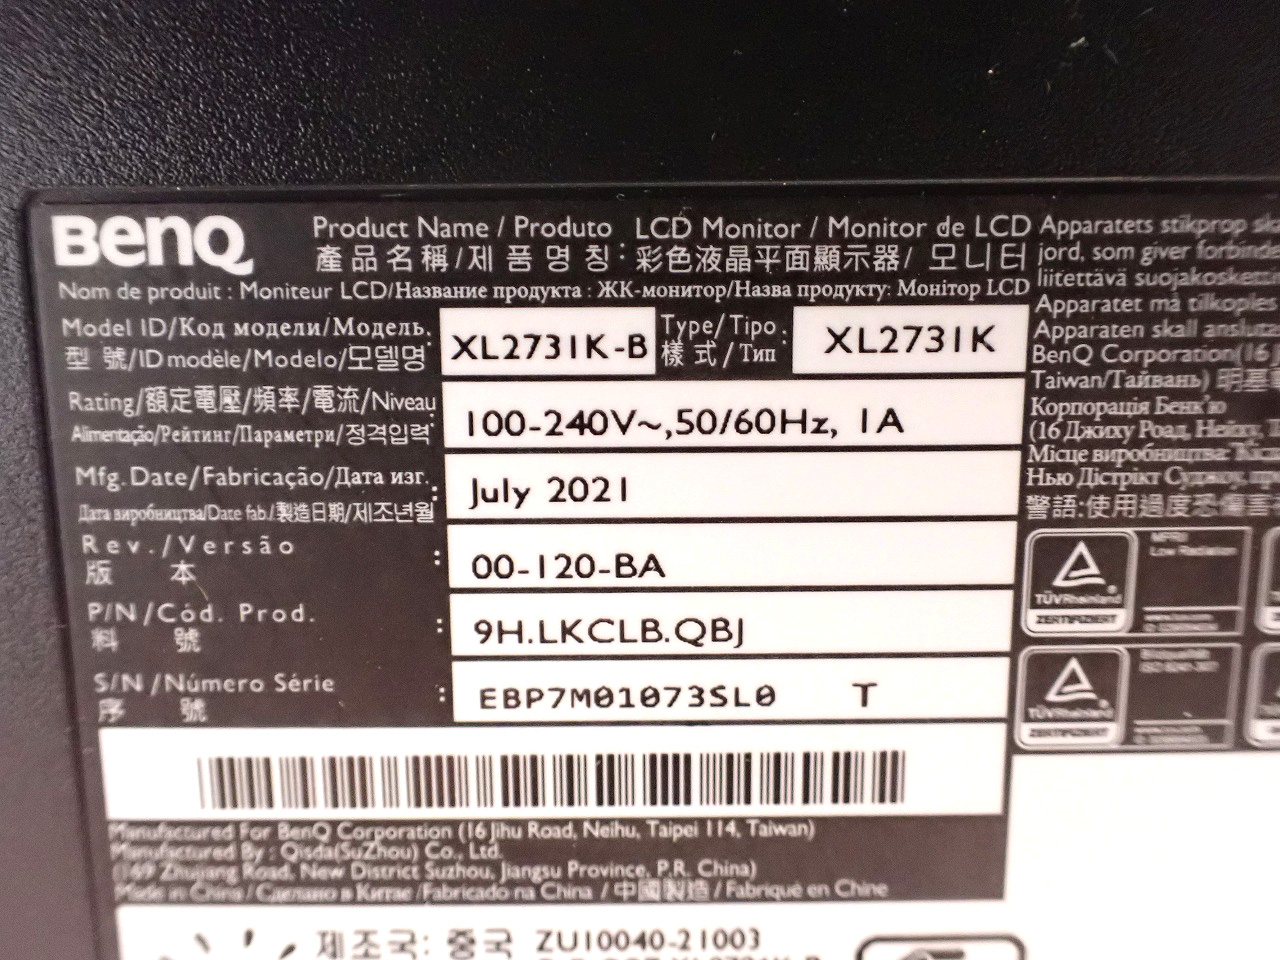 BenQ
Product Name / Produto LCD Monitor / Monitor de LCD
產品名稱/제 품 명 칭 : 彩色液晶平面顯示器/ 모니터
Nom de produit : Moniteur LCD/Название продукта : ЖК-монитор/Назва продукту: Монітор LCD
Model ID/Код модели/Модель. XL2731K-B Type/Tipo : XL2731K
型 號/ID modèle/Modelo/모델명 樣 式 / Тип
Rating/額定電壓/頻率/電流/Niveau 100-240V~,50/60Hz, 1A
Alimentação/Рейтинг/Параметри/정격입력
Mfg. Date/Fabricação/Дата изг. : July 2021
Дата виробництва/Date fab./製造日期/제조년월
Rev./Versão : 00-120-BA
版 本
P/N /Cód. Prod. : 9H.LKCLB.QBJ
料 號
S/N /Número Série : EBP7M01073SL0 T
序 號
Manufactured For BenQ Corporation (16 Jihu Road, Neihu, Taipei 114, Taiwan)
Manufactured By : Qisda(SuZhou) Co., Ltd.
(169 Zhujiang Road, New District Suzhou, Jiangsu Province, P.R. China)
Made in China / Сделано в Китае /Fabricado na China / 中國製造 / Fabriqué en Chine
제조국: 중국 ZU10040-21003
Apparatets stikprop
jord, som giver
liitettävä
Apparatet må tilkoples
Apparaten skall
BenQ Corporation(16
Taiwan/Тайвань) 明基
Корпорація Бенк'ю
(16 Джиху Роад,
Місце виробництва:
Нью Дістрікт
警語:使用過度恐傷害
TÜVRheinland
ZERTIFIZIERT
Low Radiation
TÜVRheinland
ZERTIFIZIERT